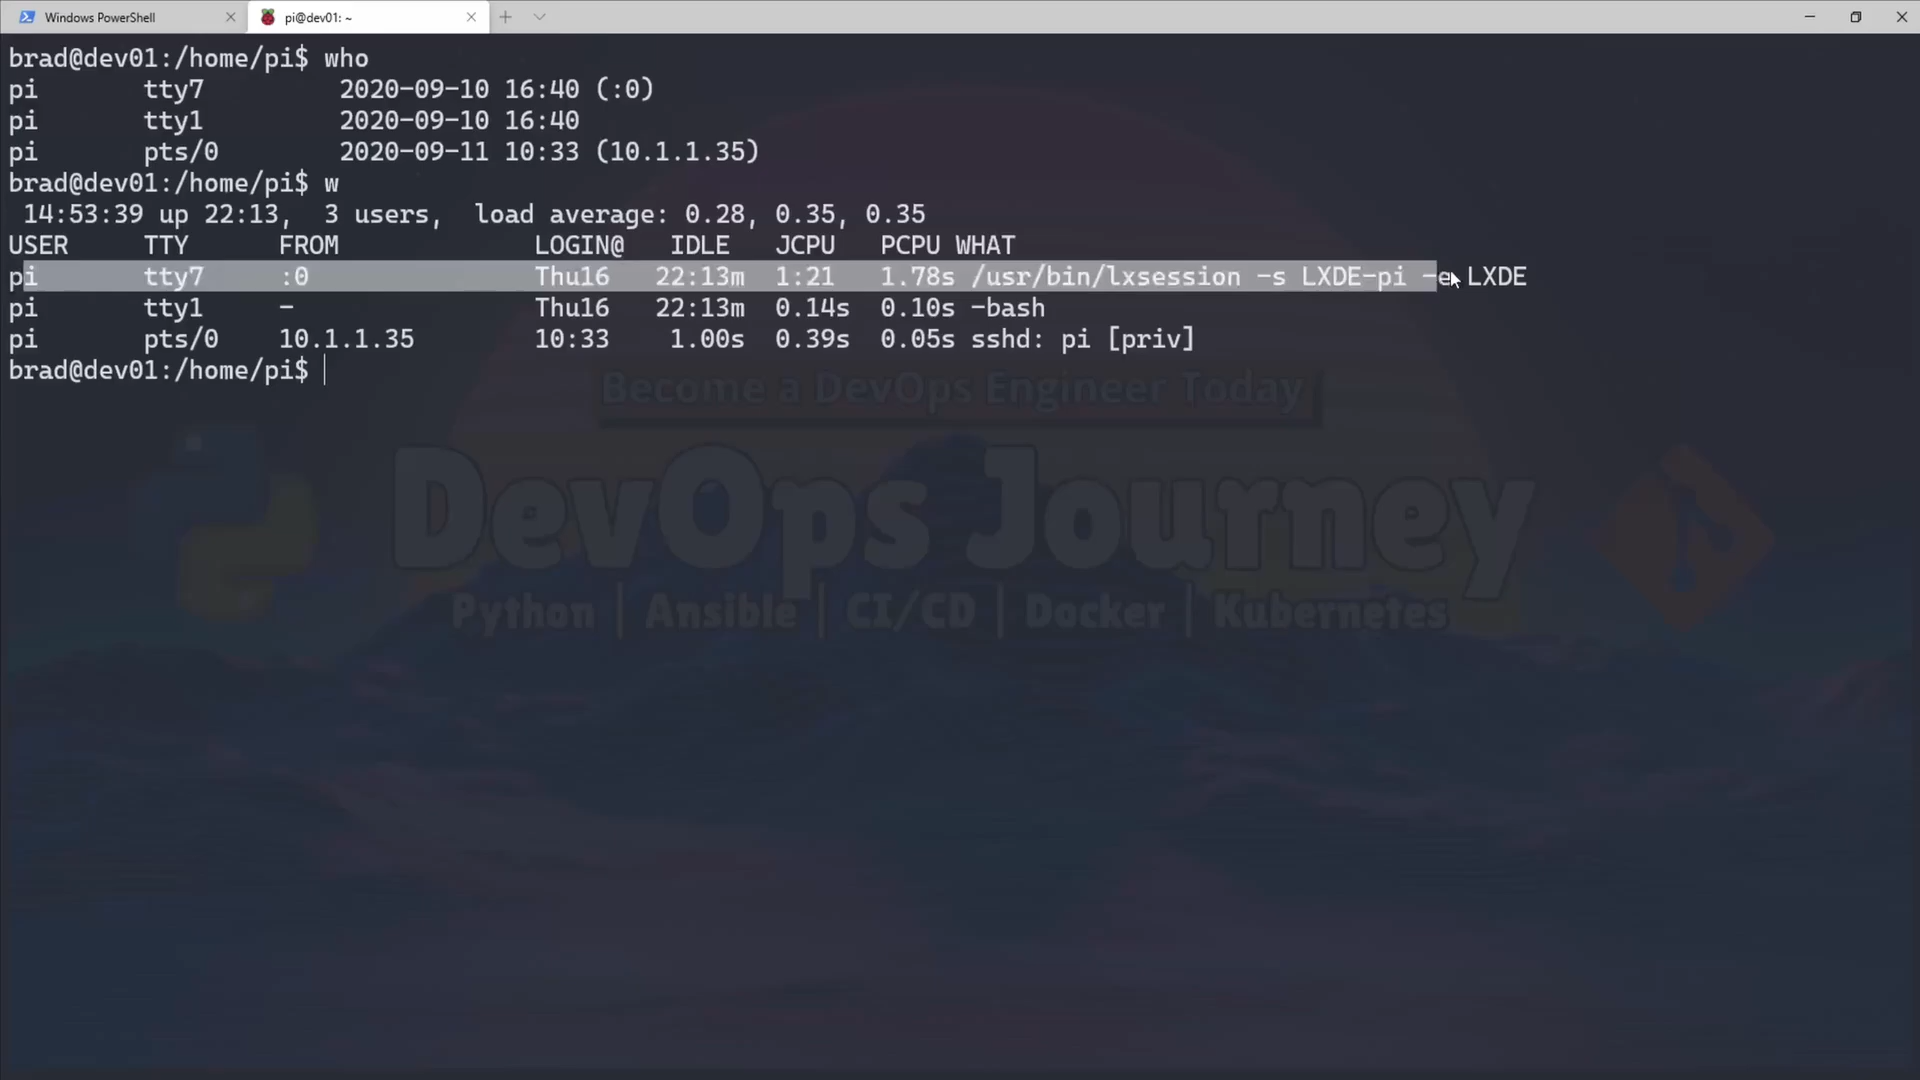 Windows PowerShell
pi@dev01: ~
brad@dev01:/home/pi$ who
pi       tty7         2020-09-10 16:40 (:0)
pi       tty1         2020-09-10 16:40
pi       pts/0        2020-09-11 10:33 (10.1.1.35)
brad@dev01:/home/pi$ w
 14:53:39 up 22:13,  3 users,  load average: 0.28, 0.35, 0.35
USER     TTY      FROM             LOGIN@   IDLE   JCPU   PCPU WHAT
pi       tty7     :0               Thu16   22:13m  1:21   1.78s /usr/bin/lxsession -s LXDE-pi -e LXDE
pi       tty1     -                Thu16   22:13m  0.14s  0.10s -bash
pi       pts/0    10.1.1.35        10:33    1.00s  0.39s  0.05s sshd: pi [priv]
brad@dev01:/home/pi$
Become a DevOps Engineer Today
DevOps Journey
Python | Ansible | CI/CD | Docker | Kubernetes